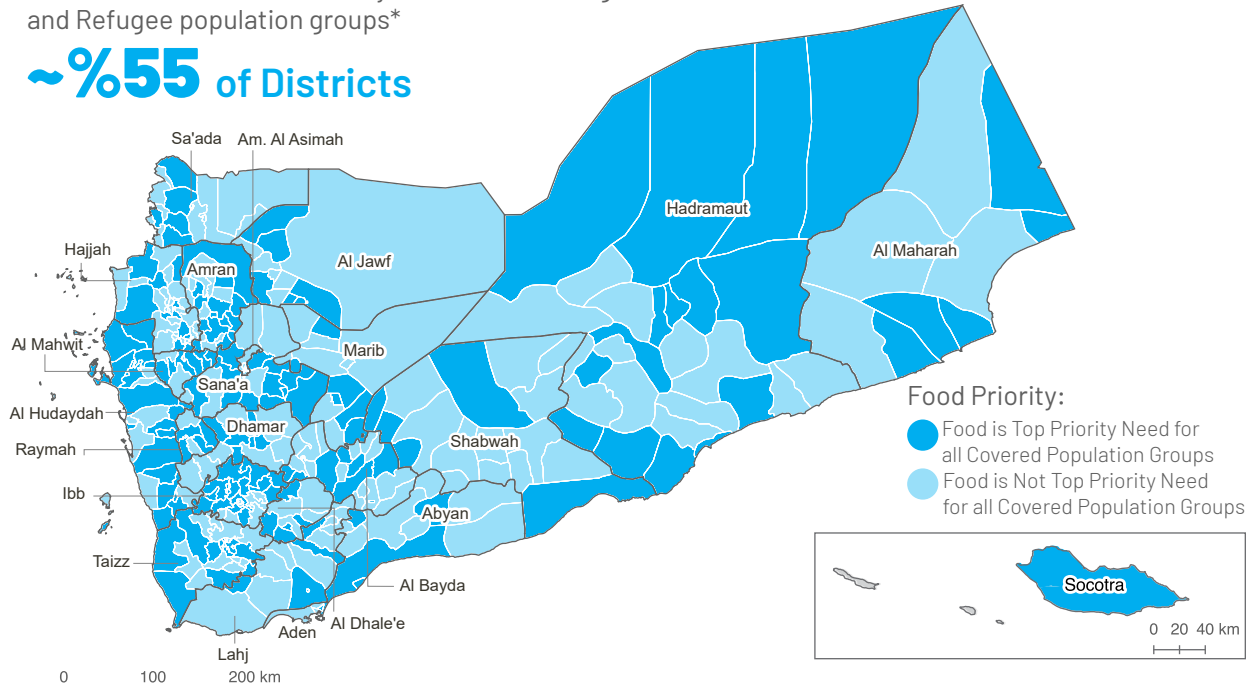 and Refugee population groups*
~%55 of Districts
Sa'ada
Am. Al Asimah
Hajjah
Amran
Al Jawf
Hadramaut
Al Maharah
Al Mahwit
Marib
Sana'a
Al Hudaydah
Dhamar
Raymah
Shabwah
Ibb
Abyan
Taizz
Al Bayda
Al Dhale'e
Aden
Lahj
0 100 200 km
Food Priority:
Food is Top Priority Need for
all Covered Population Groups
Food is Not Top Priority Need
for all Covered Population Groups
Socotra
0 20 40 km